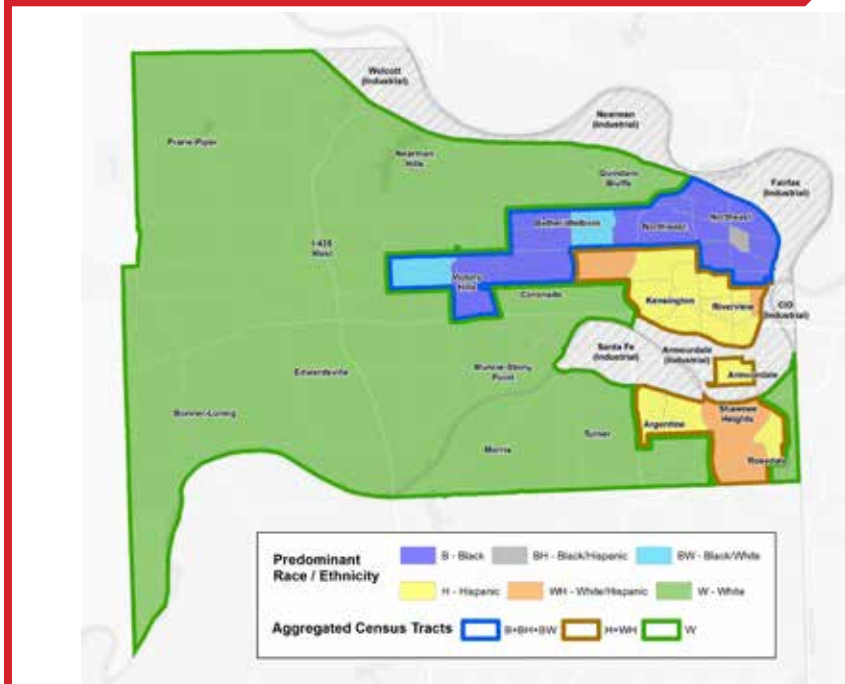 Wolcott
(Industrial)
Newman
(Industrial)
Prairie-Piper
Nearman
Hills
Quindaro
Bluffs
Fairfax
(Industrial)
Northeast
Bethel-Welborn
Northeast
I-435
West
Victory
Hills
Coronado
Kensington
Riverview
CID
(Industrial)
Santa Fe
(Industrial)
Armourdale
(Industrial)
Armourdale
Edwardsville
Muncie-Stony
Point
Bonner-Loring
Shawnee
Heights
Argentine
Turner
Morris
Rosedale
Predominant
Race / Ethnicity
B - Black
BH - Black/Hispanic
BW - Black/White
H - Hispanic
WH - White/Hispanic
W - White
Aggregated Census Tracts
B+BH+BW
H+WH
W